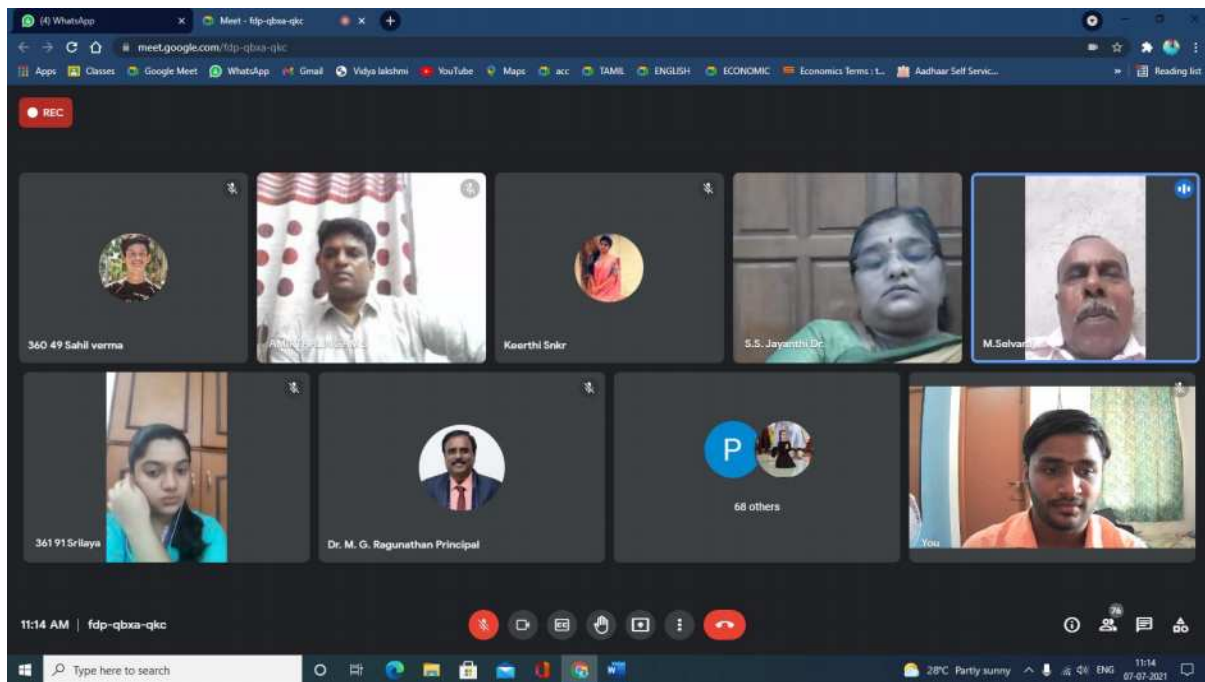 (4) WhatsApp
Meet - fdp-qbxa-qkc
meet.google.com/fdp-qbxa-qkc
Apps Classes Google Meet WhatsApp Gmail Vidya lakshmi YouTube Maps acc TAMIL ENGLISH ECONOMIC Economics Terms : t... Aadhaar Self Servic... » Reading list
REC
360 49 Sahil verma
Keerthi Snkr
S.S. Jayanthi Dr.
M.Selvaraj
361 91 Srilaya
Dr. M. G. Ragunathan Principal
P
68 others
You
11:14 AM | fdp-qbxa-qkc
CC
76
Type here to search
28°C Partly sunny ENG 11:14
07-07-2021